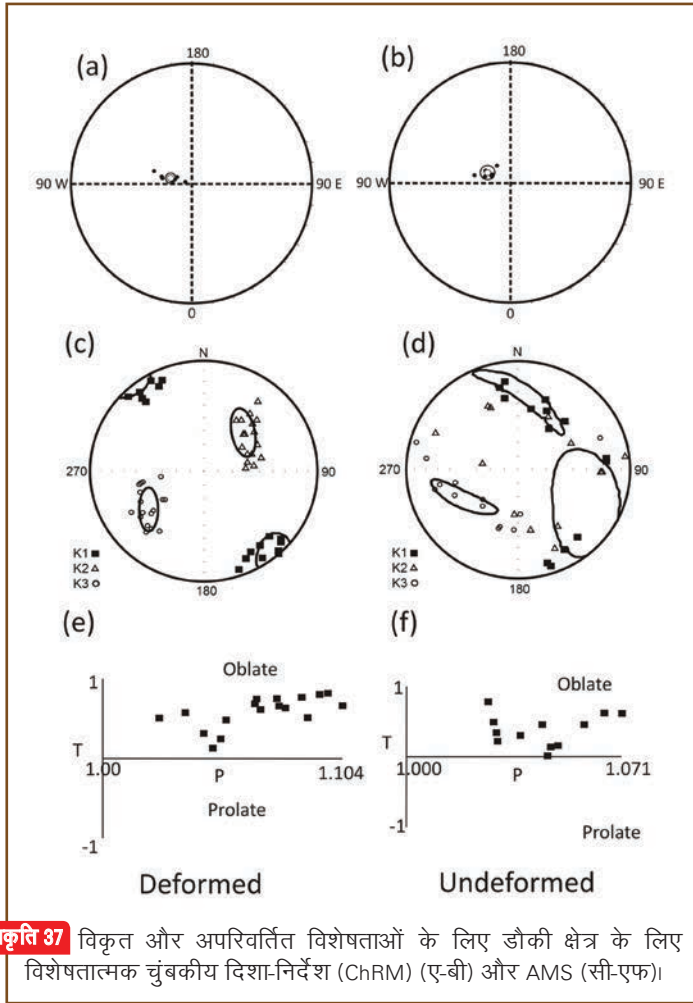 (a) (b)
180 180
90 W 90 E 90 W 90 E
0 0
(c) (d)
N N
270 90 270 90
K1 K1
K2 K2
K3 K3
180 180
(e) (f)
1 Oblate 1 Oblate
T T
1.00 P 1.104 1.000 P 1.071
Prolate
-1 -1 Prolate
Deformed Undeformed
कृति 37 विकृत और अपरिवर्तित विशेषताओं के लिए डौकी क्षेत्र के लिए
विशेषतात्मक चुंबकीय दिशा-निर्देश (ChRM) (ए-बी) और AMS (सी-एफ)।